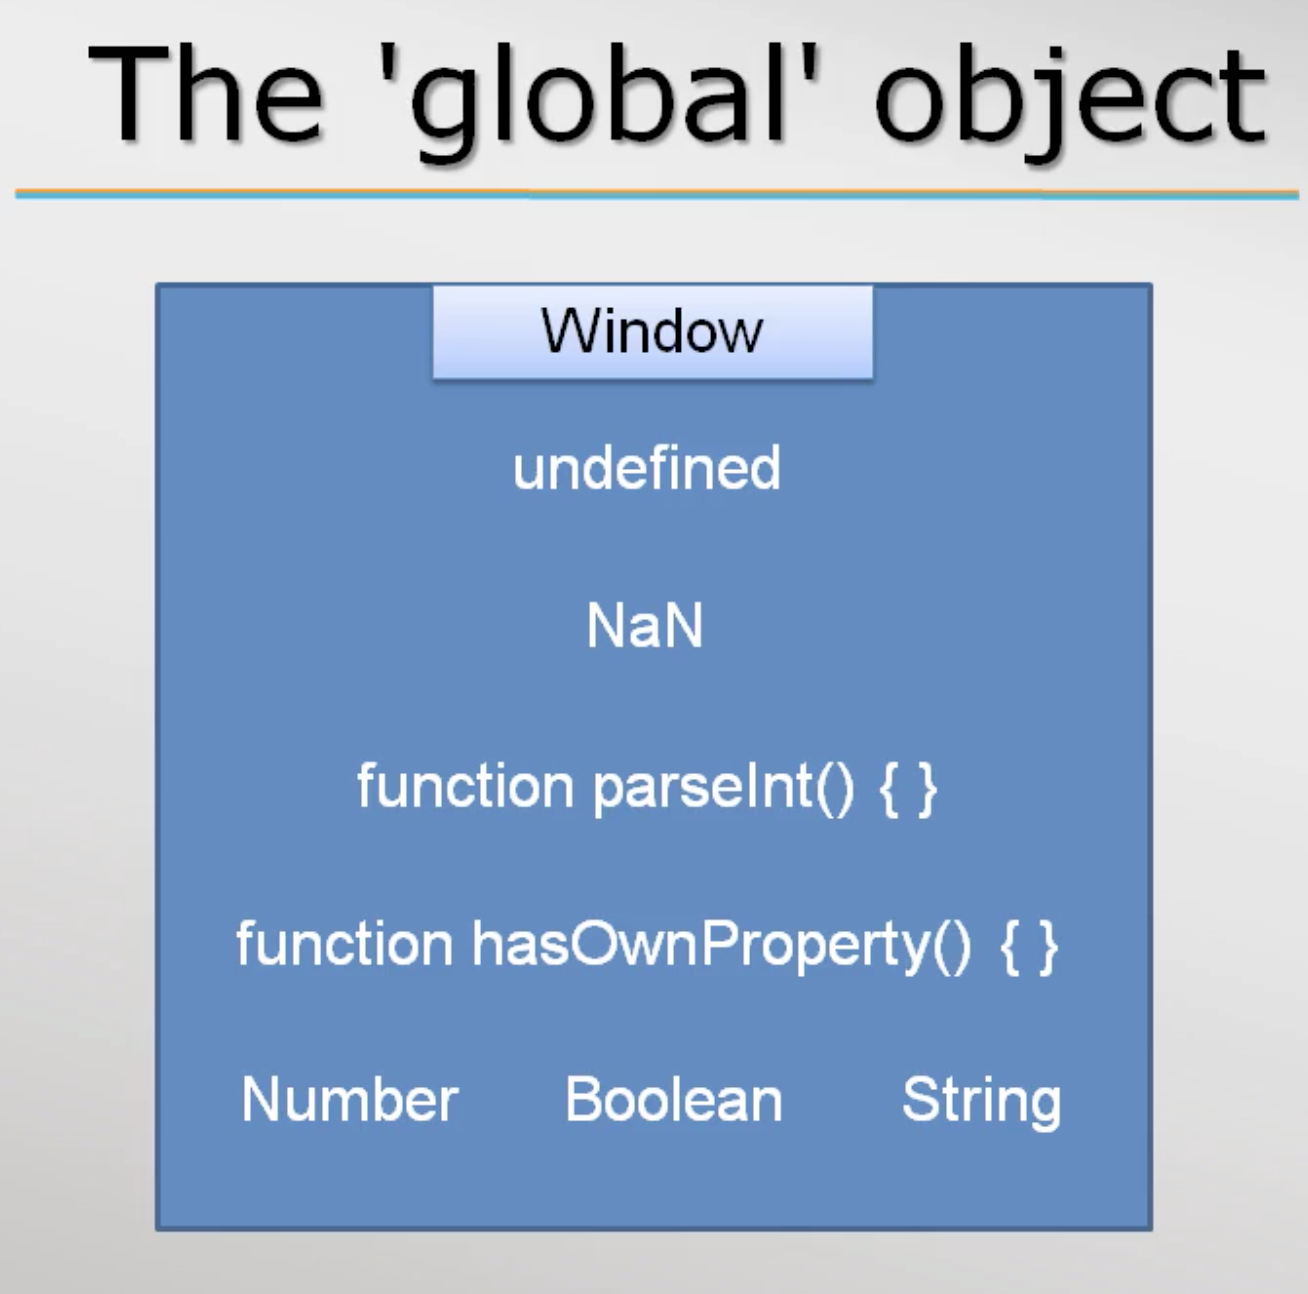 The 'global' object
Window
undefined
NaN
function parseInt() { }
function hasOwnProperty() { }
Number Boolean String